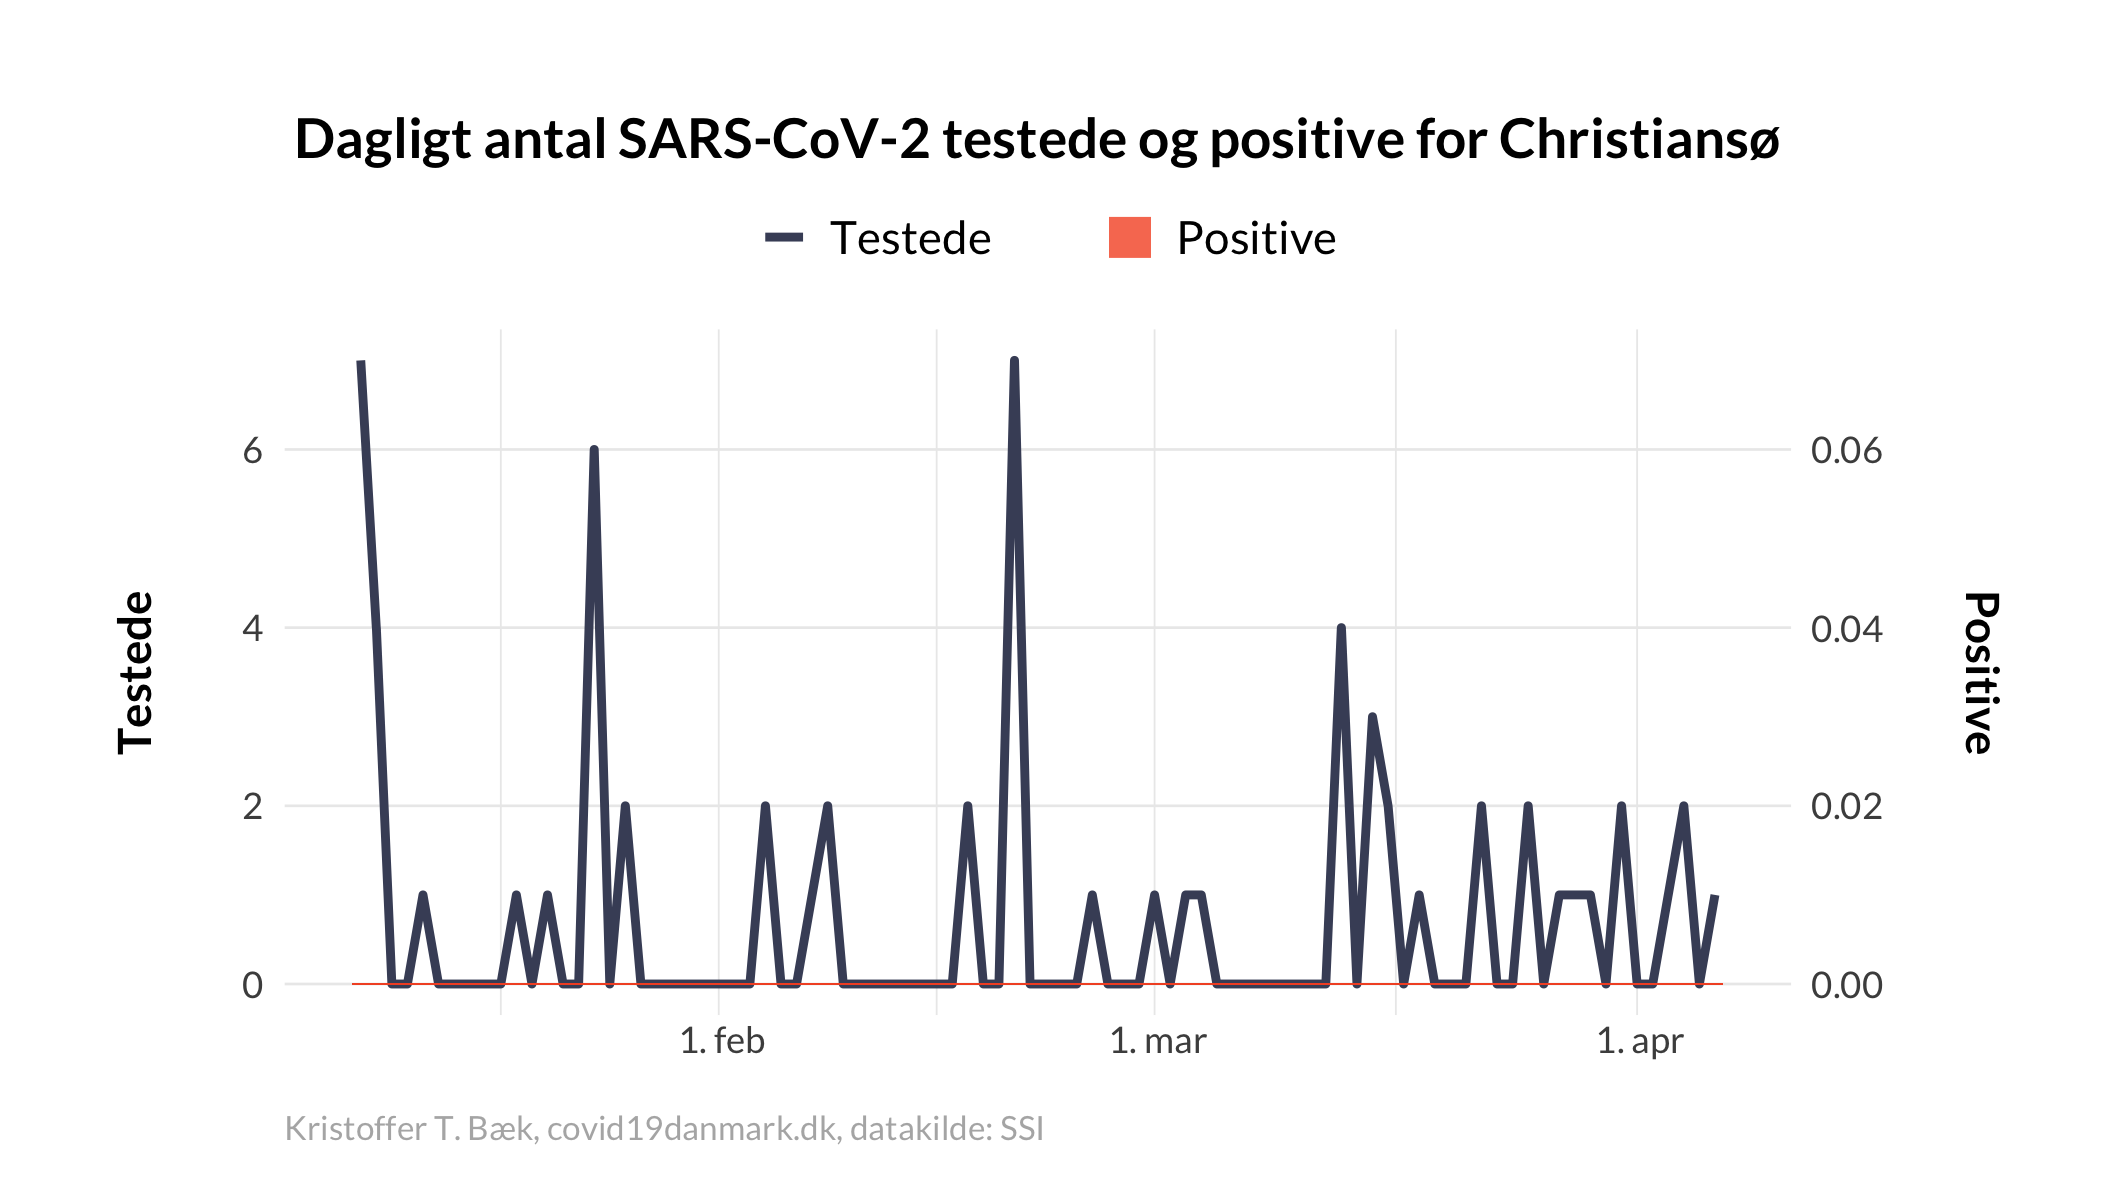 Dagligt antal SARS-CoV-2 testede og positive for Christiansø
Testede
Positive
6
4
2
0
Testede
0.06
0.04
0.02
0.00
Positive
1. feb
1. mar
1. apr
Kristoffer T. Bæk, covid19danmark.dk, datakilde: SSI